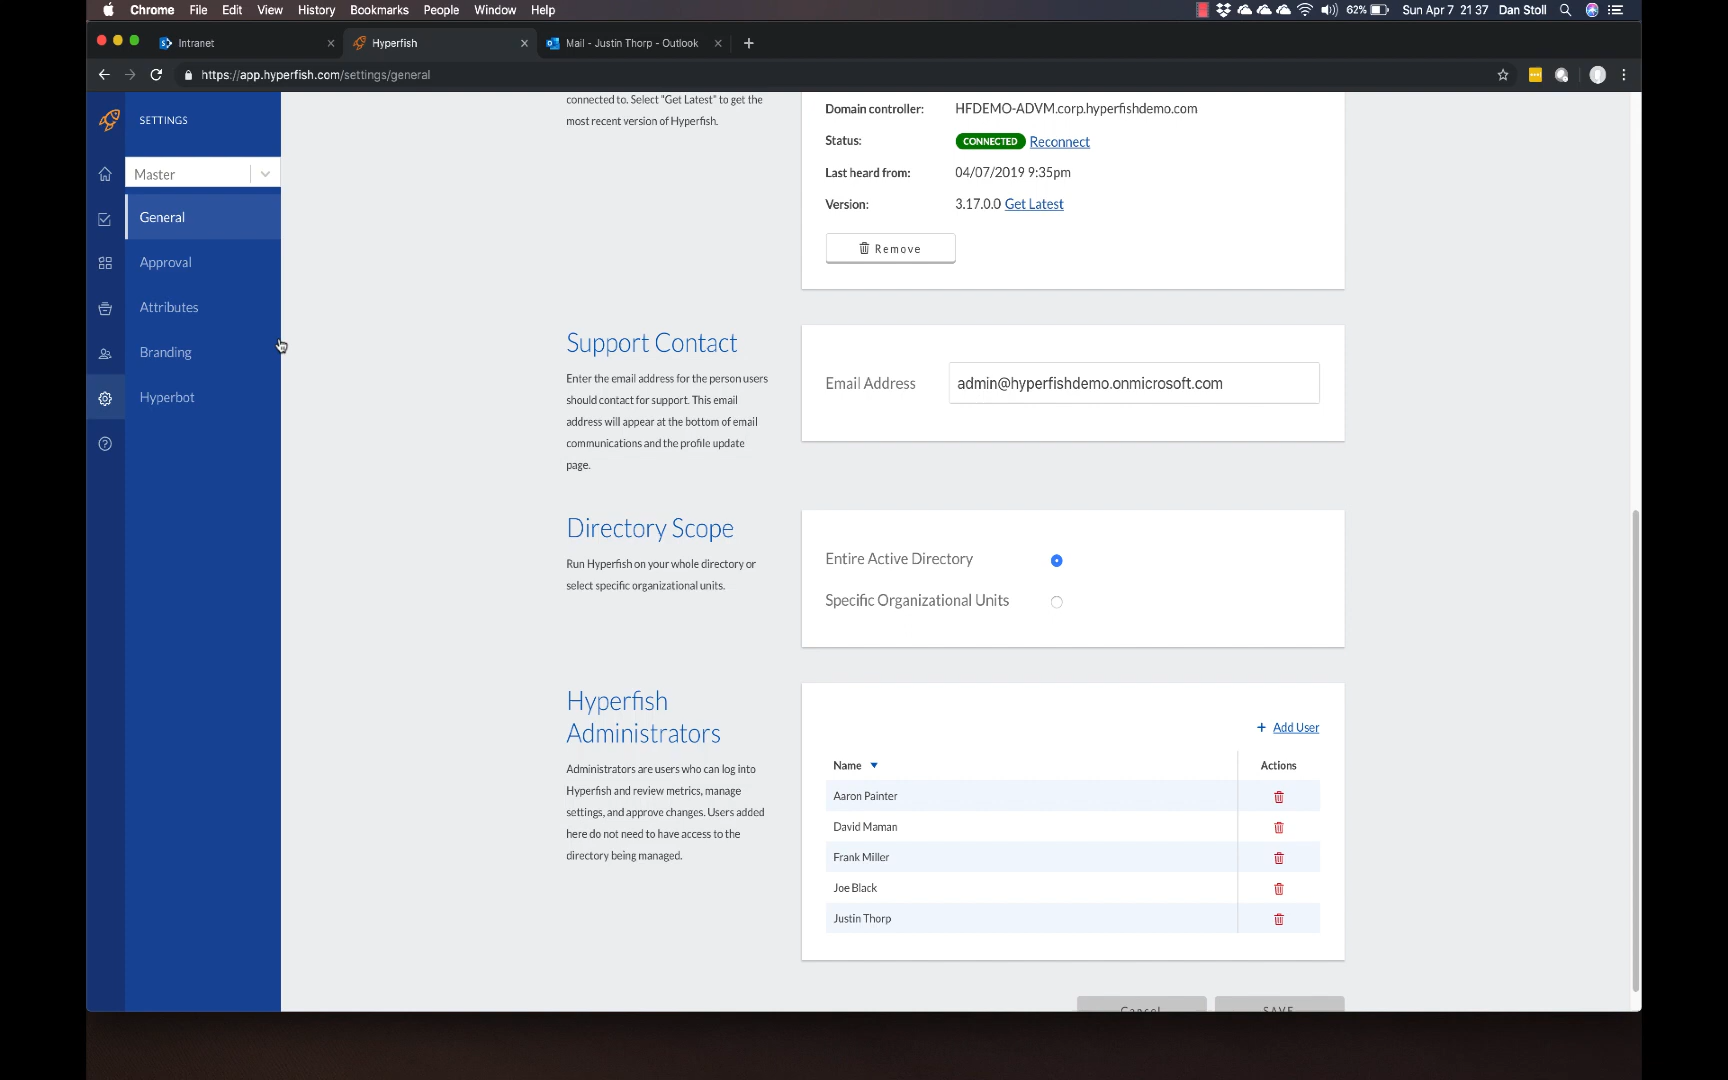 Chrome File Edit View History Bookmarks People Window Help 62% Sun Apr 7 21 37 Dan Stoll
Intranet Hyperfish Mail - Justin Thorp - Outlook
https://app.hyperfish.com/settings/general
SETTINGS
Master
General
Approval
Attributes
Branding
Hyperbot
connected to. Select "Get Latest" to get the
most recent version of Hyperfish.
Domain controller: HFDEMO-ADVM.corp.hyperfishdemo.com
Status: CONNECTED Reconnect
Last heard from: 04/07/2019 9:35pm
Version: 3.17.0.0 Get Latest
Remove
Support Contact
Enter the email address for the person users
should contact for support. This email
address will appear at the bottom of email
communications and the profile update
page.
Email Address admin@hyperfishdemo.onmicrosoft.com
Directory Scope
Run Hyperfish on your whole directory or
select specific organizational units.
Entire Active Directory
Specific Organizational Units
Hyperfish
Administrators
Administrators are users who can log into
Hyperfish and review metrics, manage
settings, and approve changes. Users added
here do not need to have access to the
directory being managed.
+ Add User
Name Actions
Aaron Painter
David Maman
Frank Miller
Joe Black
Justin Thorp
Cancel SAVE